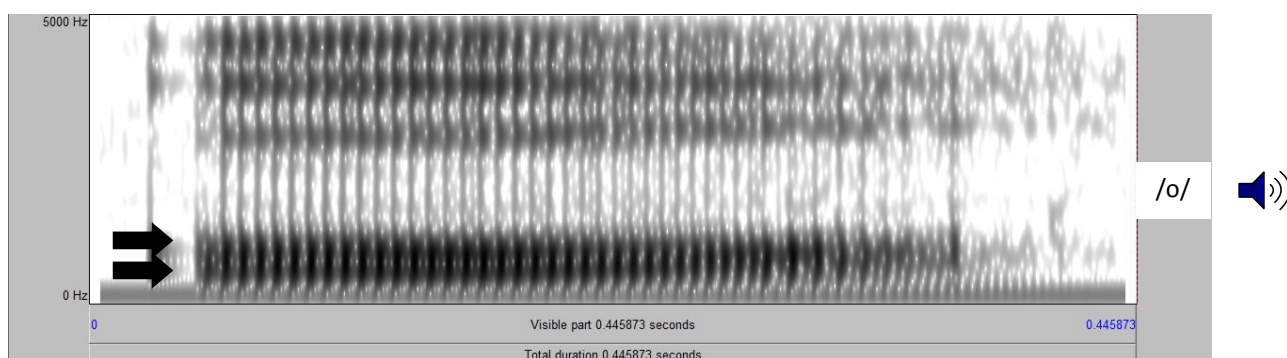 5000 Hz
/o/
0 Hz
0 Visible part 0.445873 seconds 0.445873
Total duration 0.445873 seconds